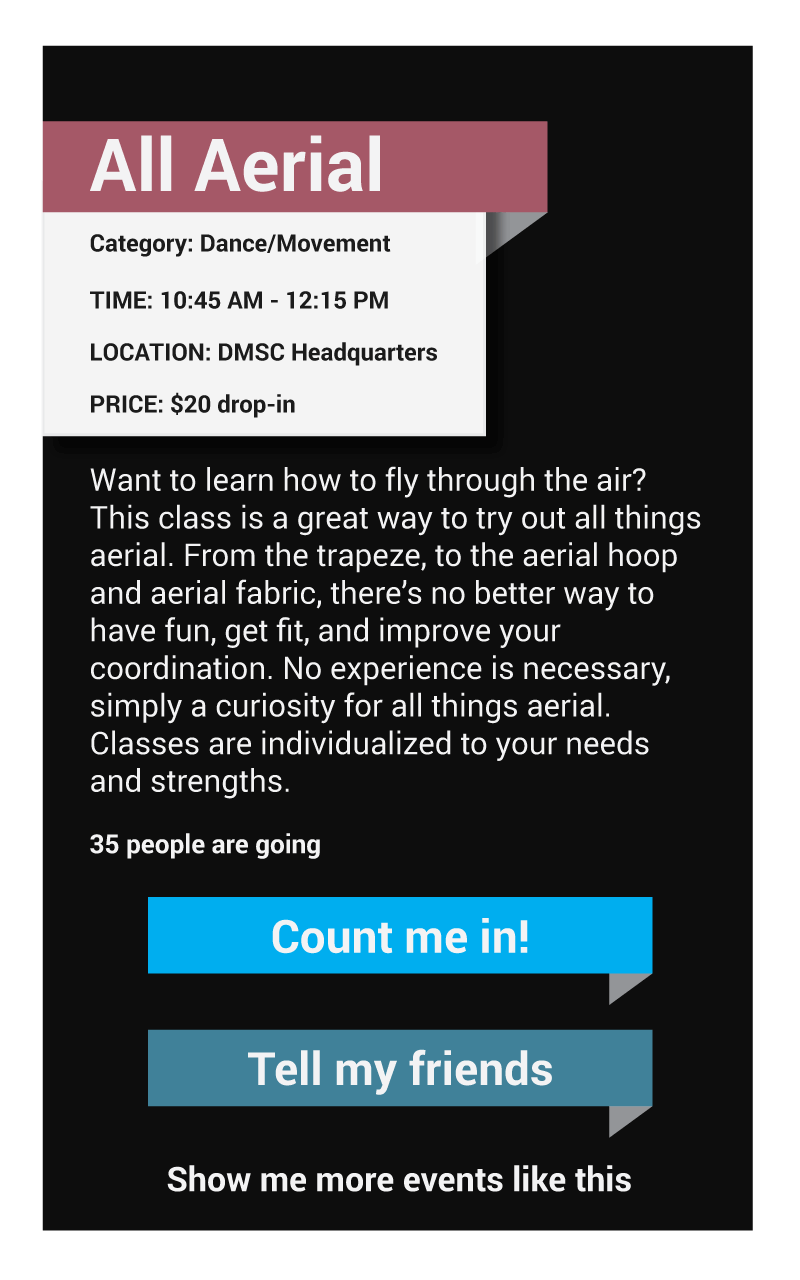 All Aerial
Category: Dance/Movement
TIME: 10:45 AM - 12:15 PM
LOCATION: DMSC Headquarters
PRICE: $20 drop-in
Want to learn how to fly through the air?
This class is a great way to try out all things
aerial. From the trapeze, to the aerial hoop
and aerial fabric, there’s no better way to
have fun, get fit, and improve your
coordination. No experience is necessary,
simply a curiosity for all things aerial.
Classes are individualized to your needs
and strengths.
35 people are going
Count me in!
Tell my friends
Show me more events like this